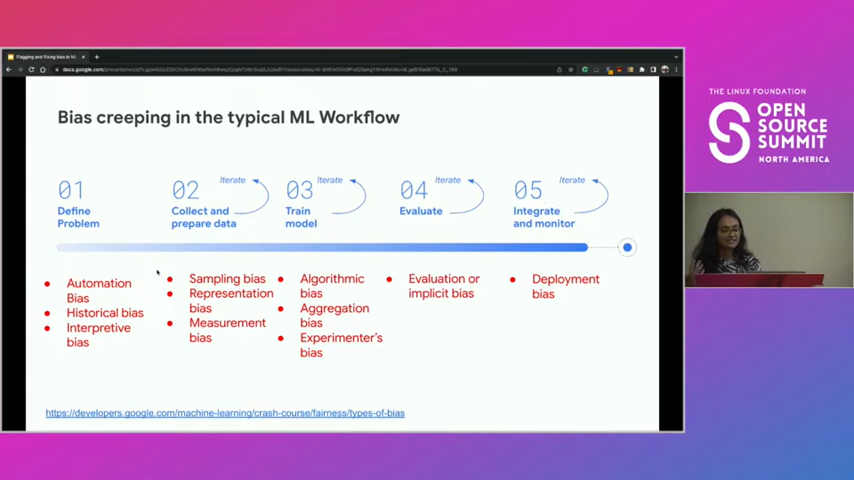 Flagging and Fixing bias in M
Bias creeping in the typical ML Workflow
01
Iterate
02
Iterate
03
Iterate
04
Iterate
05
Iterate
Define
Problem
Collect and
prepare data
Train
model
Evaluate
Integrate
and monitor
Automation
Bias
Historical bias
Interpretive
bias
Sampling bias
Representation
bias
Measurement
bias
Algorithmic
bias
Aggregation
bias
Experimenter's
bias
Evaluation or
implicit bias
Deployment
bias
https://developers.google.com/machine-learning/crash-course/fairness/types-of-bias
THE LINUX FOUNDATION
OPEN
SOURCE
SUMMIT
NORTH AMERICA